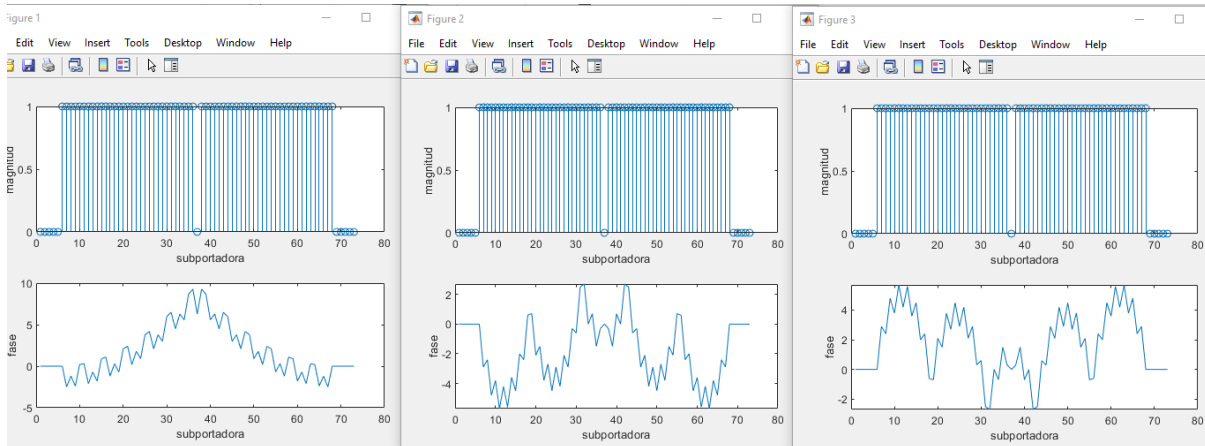 Figure 1
Edit View Insert Tools Desktop Window Help
magnitud
1
0.5
0
0 10 20 30 40 50 60 70 80
subportadora
fase
10
5
0
-5
0 10 20 30 40 50 60 70 80
subportadora
Figure 2
File Edit View Insert Tools Desktop Window Help
magnitud
1
0.5
0
0 10 20 30 40 50 60 70 80
subportadora
fase
2
0
-2
-4
0 10 20 30 40 50 60 70 80
subportadora
Figure 3
File Edit View Insert Tools Desktop Window Help
magnitud
1
0.5
0
0 10 20 30 40 50 60 70 80
subportadora
fase
4
2
0
-2
0 10 20 30 40 50 60 70 80
subportadora